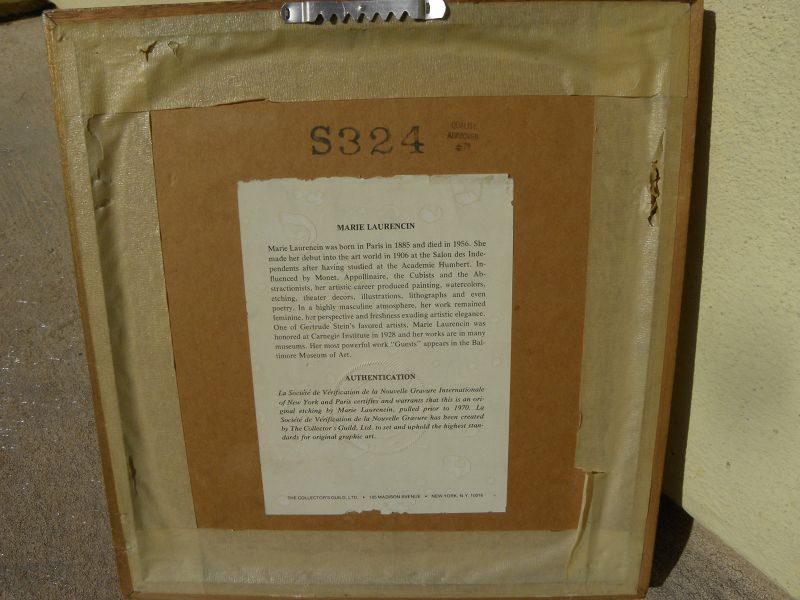 S324
QUALITY
MARIE LAURENCIN
Marie Laurencin was born in Paris in 1885 and died in 1956. She
made her debut into the art world in 1906 at the Salon des Inde-
pendents after having studied at the Academie Humbert. In-
fluenced by Monet, Appollinaire, the Cubists and the Ab-
stractionists, her artistic career produced painting, watercolors,
etching, theater decors, illustrations, lithographs and even
poetry. In a highly masculine atmosphere, her work remained
feminine, her perspective and freshness exuding artistic elegance.
One of Gertrude Stein's favored artists, Marie Laurencin was
honored at Carnegie Institute in 1928 and her works are in many
museums. Her most powerful work "Guests" appears in the Bal-
timore Museum of Art.
AUTHENTICATION
La Société de Vérification de la Nouvelle Gravure Internationale
of New York and Paris certifies and warrants that this is an ori-
ginal etching by Marie Laurencin, pulled prior to 1970. La
Société de Vérification de la Nouvelle Gravure has been created
by The Collector's Guild, Ltd. to set and uphold the highest stan-
dards for original graphic art.
THE COLLECTOR'S GUILD, LTD. • 185 MADISON AVENUE • NEW YORK, N.Y. 10016